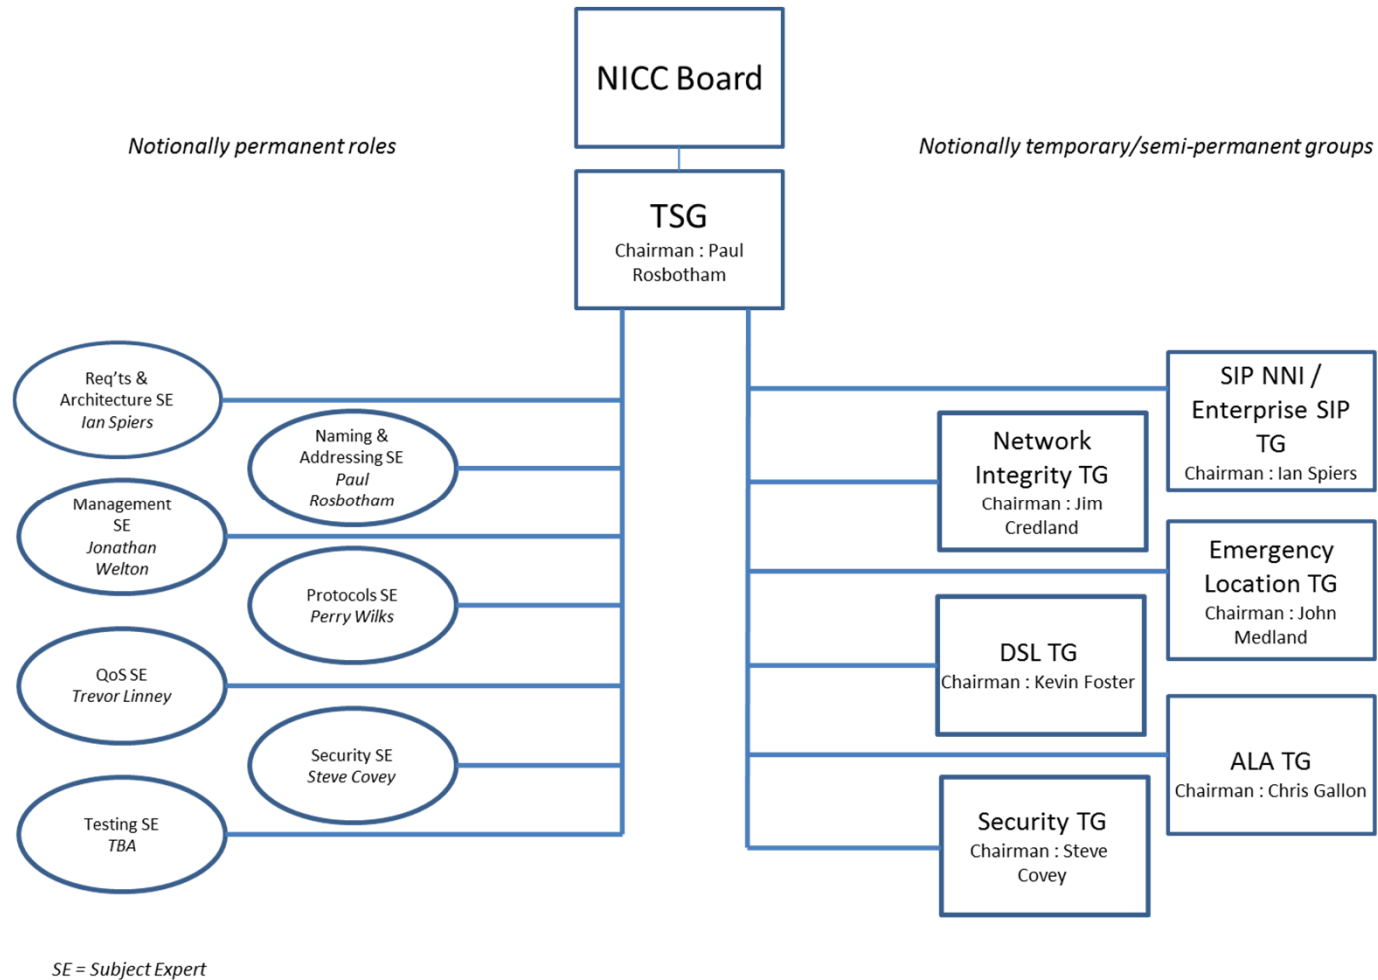 NICC Board
Notionally permanent roles
Notionally temporary/semi-permanent groups
TSG
Chairman : Paul
Rosbotham
Req'ts &
Architecture SE
Ian Spiers
Naming &
Addressing SE
Paul
Rosbotham
Management
SE
Jonathan
Welton
Protocols SE
Perry Wilks
QoS SE
Trevor Linney
Security SE
Steve Covey
Testing SE
TBA
SIP NNI /
Enterprise SIP
TG
Chairman : Ian Spiers
Network
Integrity TG
Chairman : Jim
Credland
Emergency
Location TG
Chairman : John
Medland
DSL TG
Chairman : Kevin Foster
ALA TG
Chairman : Chris Gallon
Security TG
Chairman : Steve
Covey
SE = Subject Expert